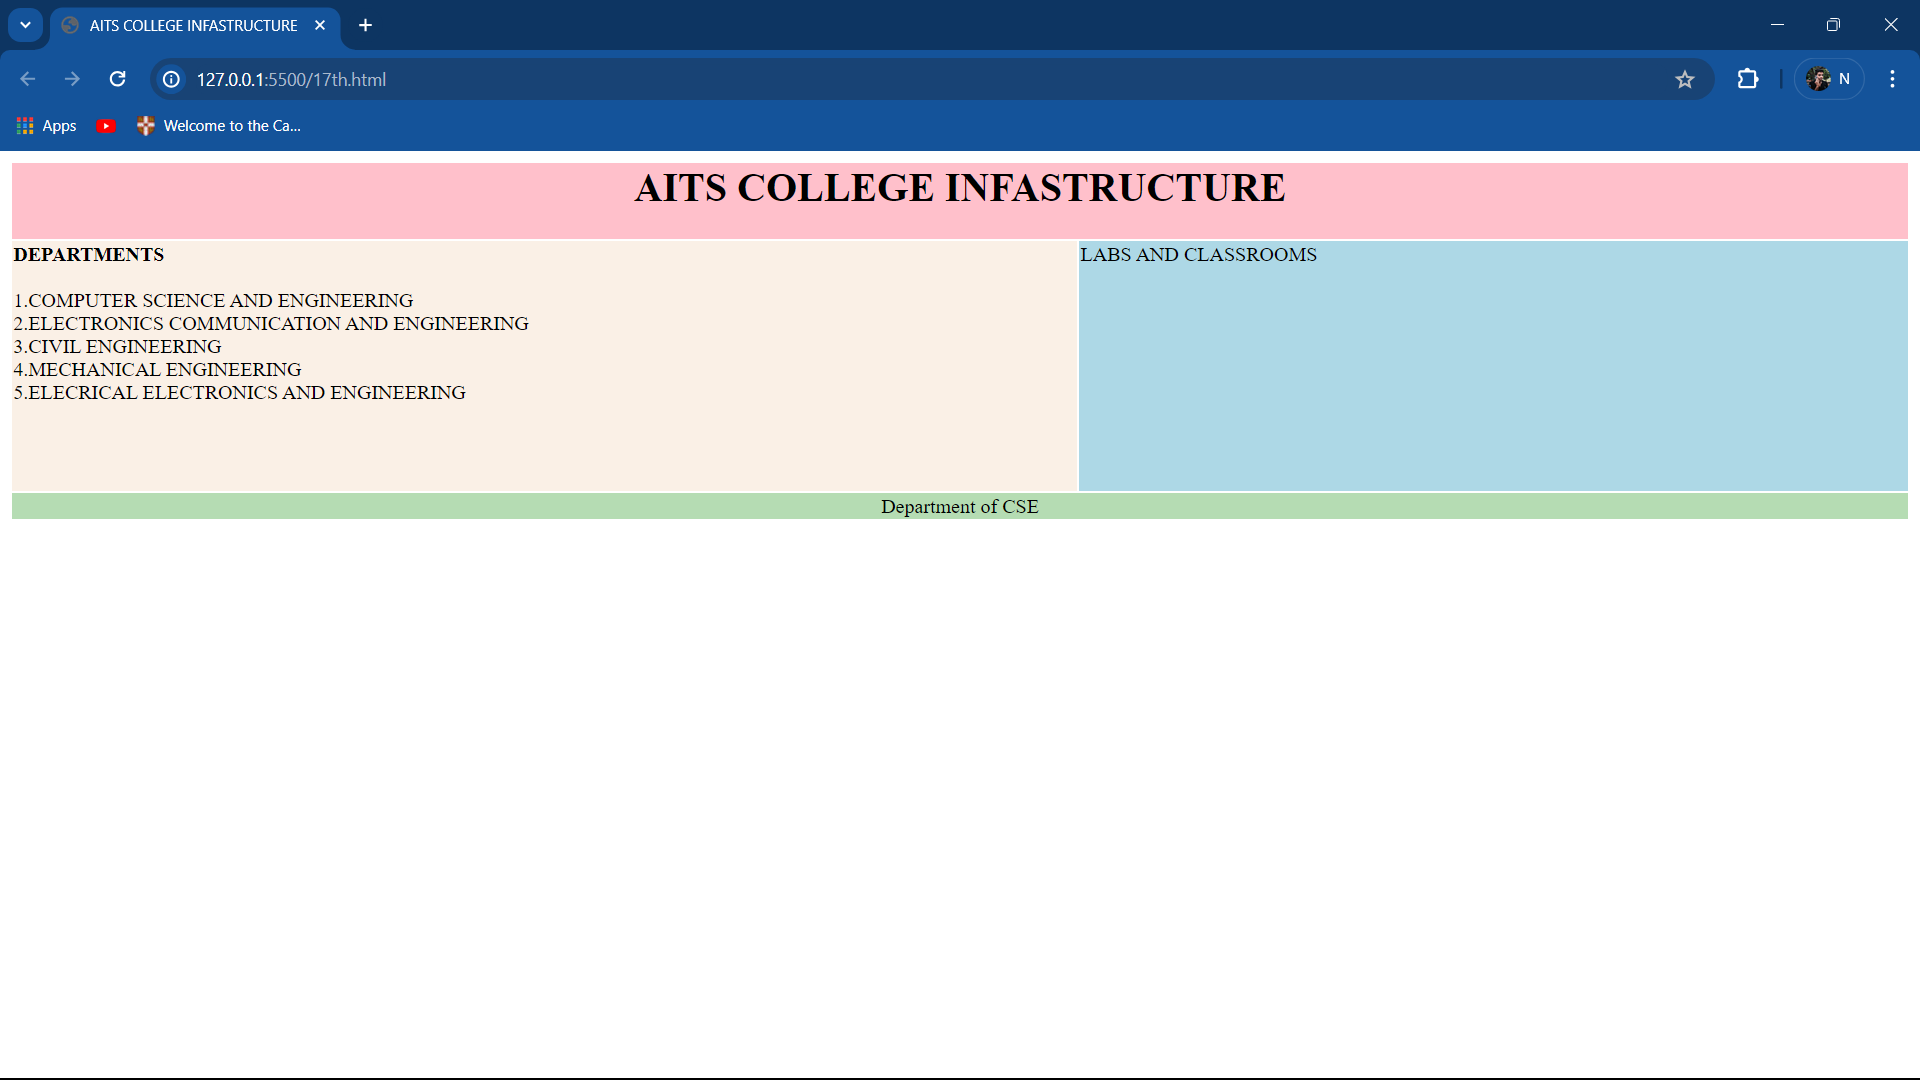 AITS COLLEGE INFASTRUCTURE
127.0.0.1:5500/17th.html
N
Apps
Welcome to the Ca...
AITS COLLEGE INFASTRUCTURE
DEPARTMENTS
1.COMPUTER SCIENCE AND ENGINEERING
2.ELECTRONICS COMMUNICATION AND ENGINEERING
3.CIVIL ENGINEERING
4.MECHANICAL ENGINEERING
5.ELECRICAL ELECTRONICS AND ENGINEERING
LABS AND CLASSROOMS
Department of CSE